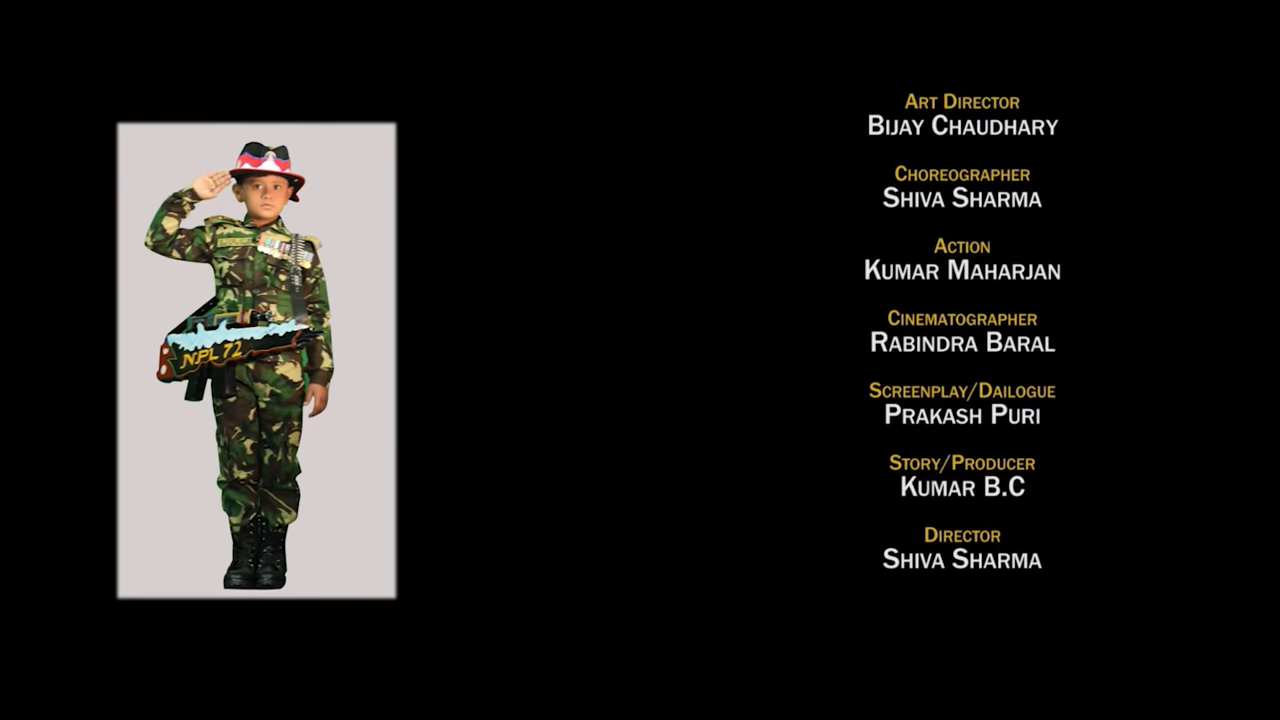 Art Director
Bijay Chaudhary
Choreographer
Shiva Sharma
Action
Kumar Maharjan
Cinematographer
Rabindra Baral
Screenplay/Dailogue
Prakash Puri
Story/Producer
Kumar B.C
Director
Shiva Sharma
NPL 72